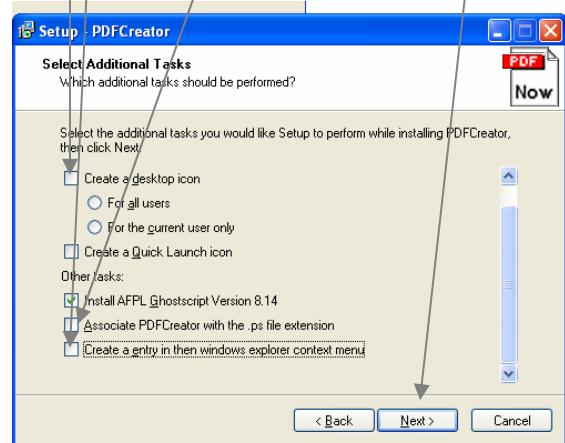 Setup - PDFCreator
Select Additional Tasks
Which additional tasks should be performed?
PDF
Now
Select the additional tasks you would like Setup to perform while installing PDFCreator,
then click Next.
Create a desktop icon
For all users
For the current user only
Create a Quick Launch icon
Other tasks:
Install AFPL Ghostscript Version 8.14
Associate PDFCreator with the .ps file extension
Create a entry in then windows explorer context menu
< Back
Next >
Cancel